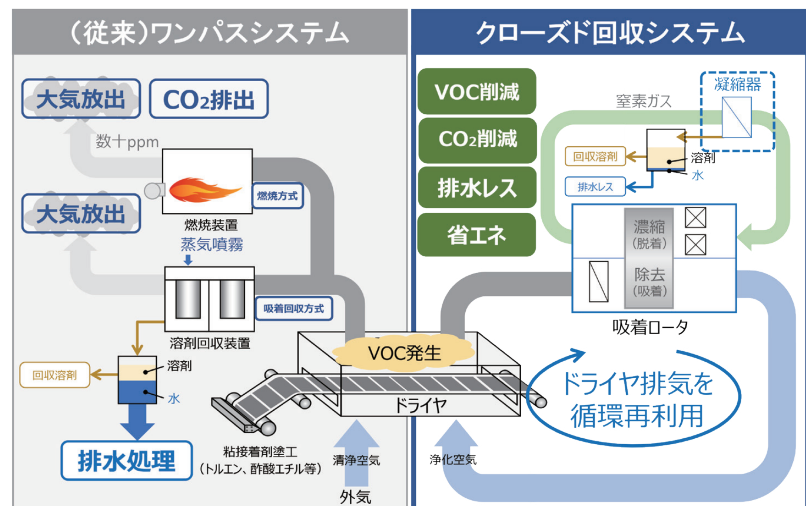 （従来）ワンパスシステム
大気放出
CO₂排出
数十ppm
燃焼方式
燃焼装置
大気放出
蒸気噴霧
吸着回収方式
溶剤回収装置
溶剤
回収溶剤
水
排水処理
粘接着剤塗工
（トルエン、酢酸エチル等）
VOC発生
ドライヤ
清浄空気
外気
クローズド回収システム
VOC削減
CO₂削減
排水レス
省エネ
窒素ガス
凝縮器
回収溶剤
溶剤
排水レス
水
濃縮
（脱着）
除去
（吸着）
吸着ロータ
ドライヤ排気を
循環再利用
浄化空気